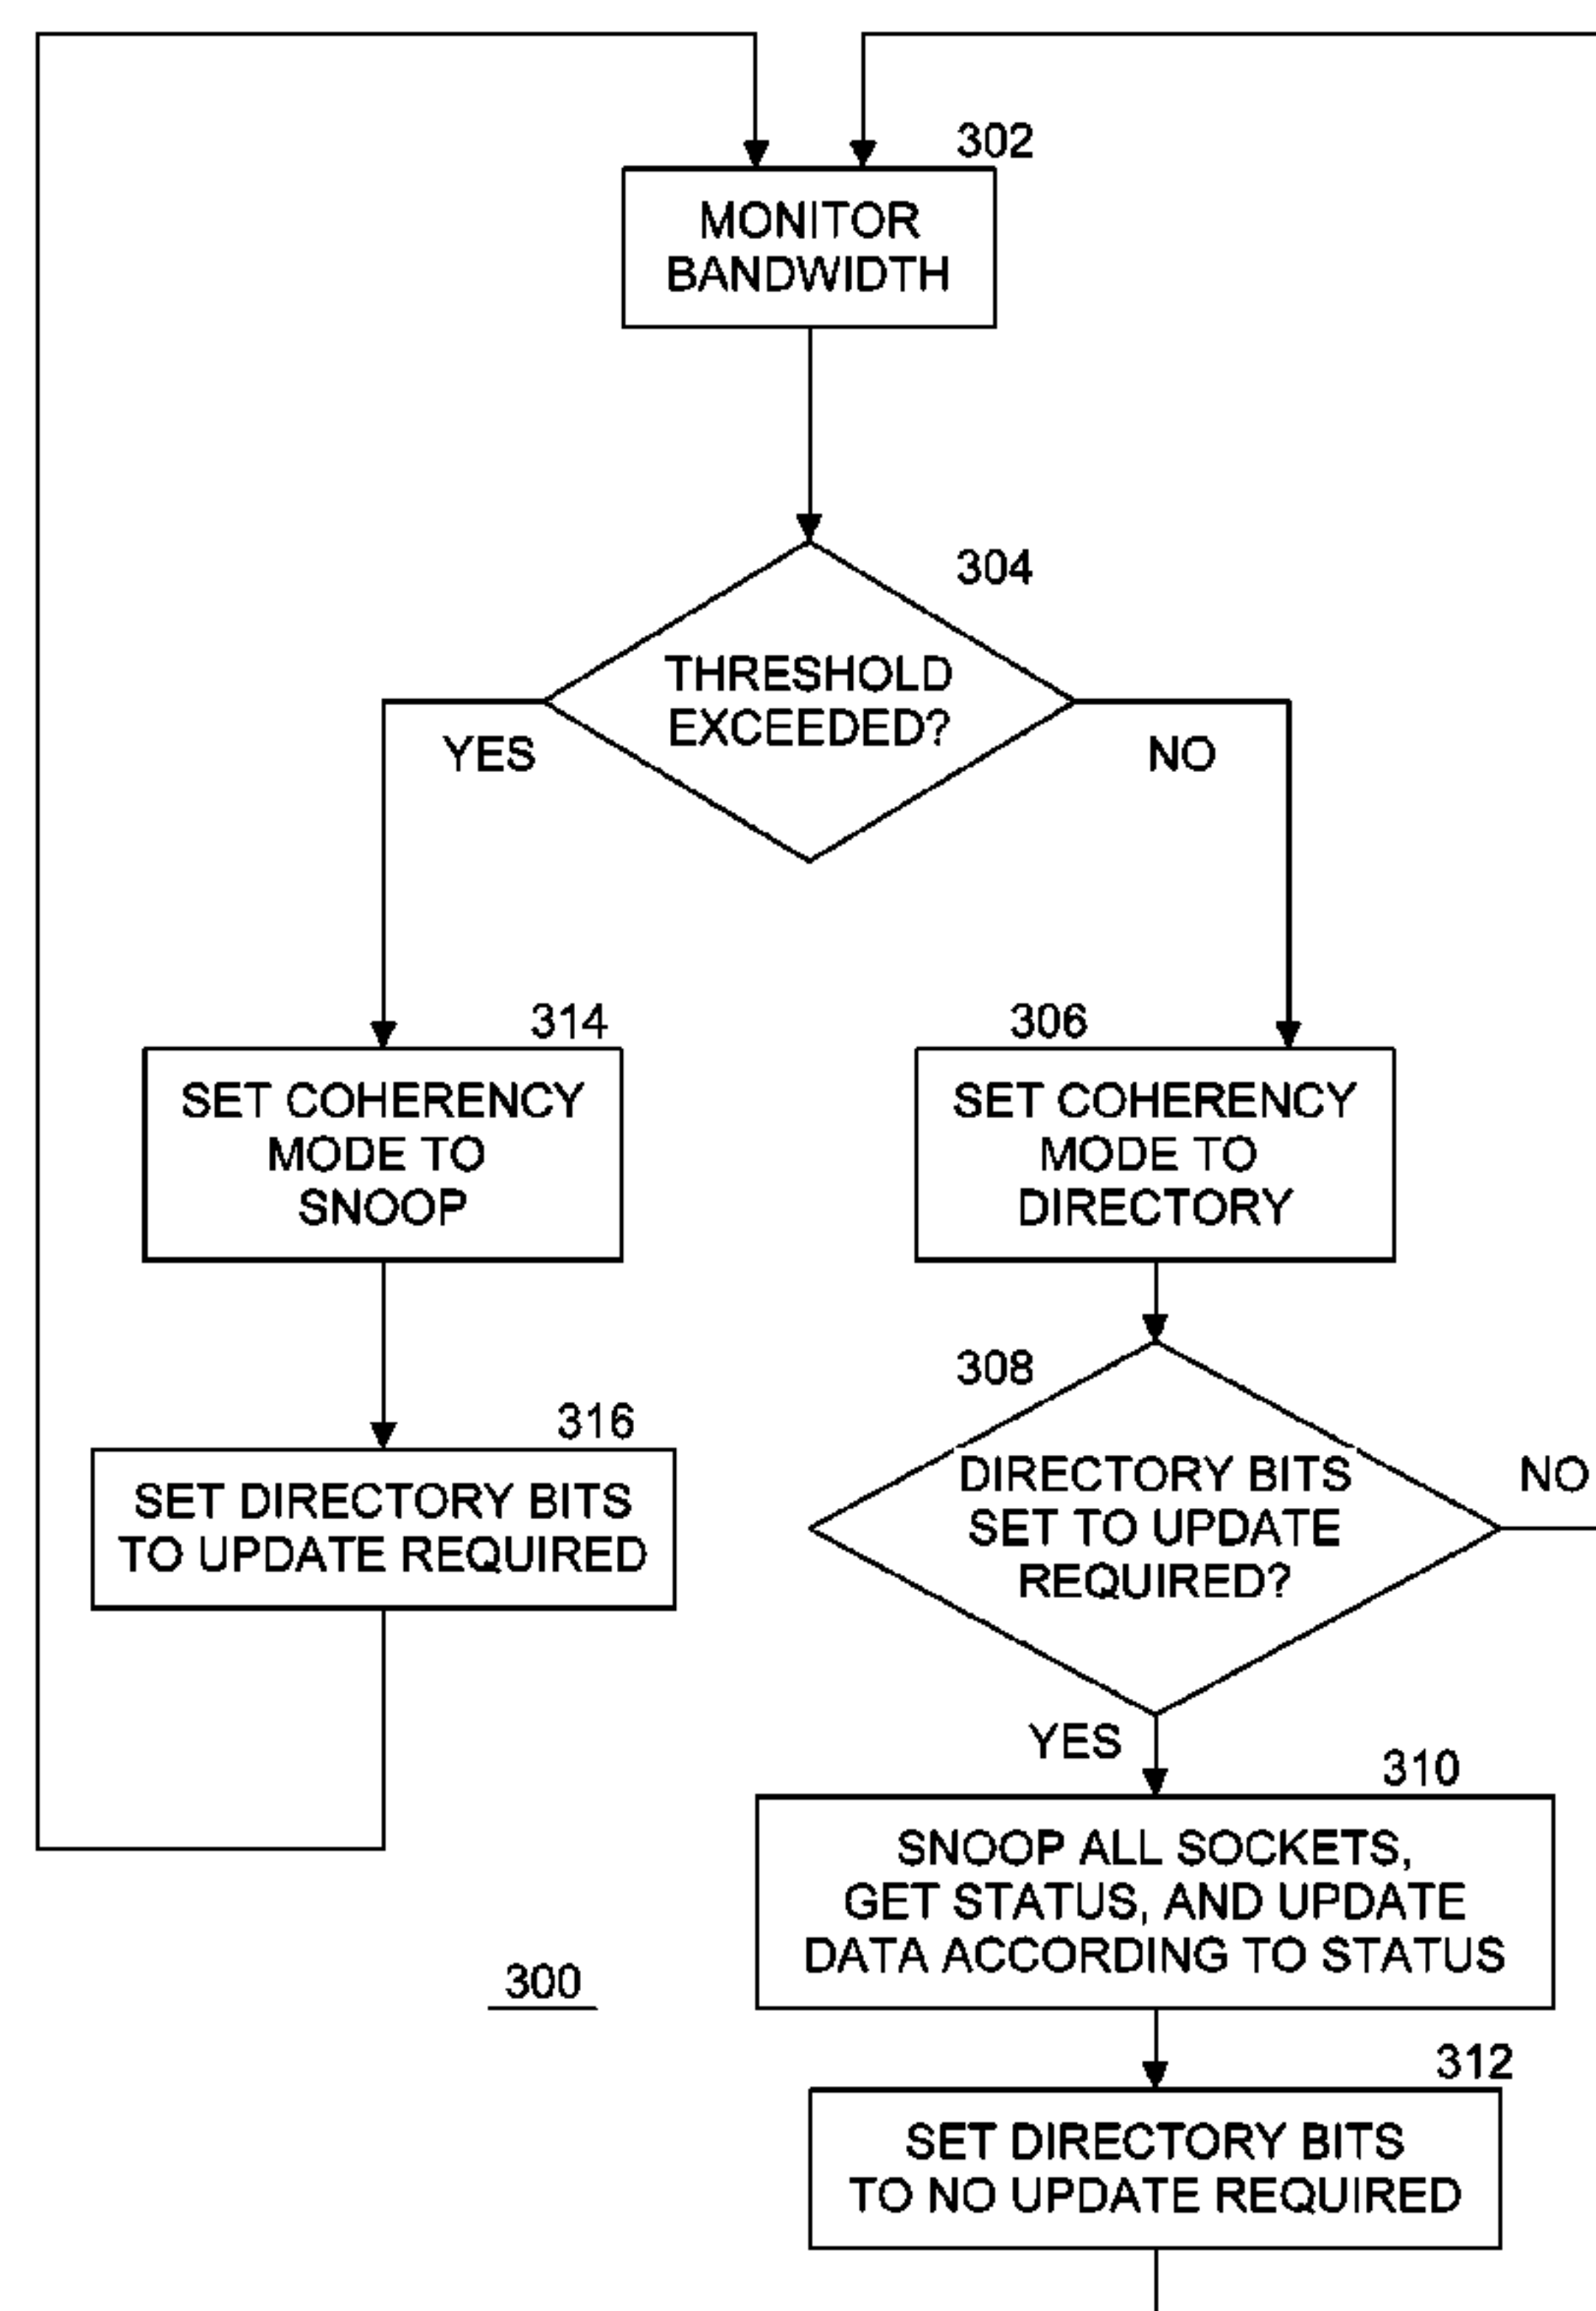 302
MONITOR
BANDWIDTH
304
THRESHOLD
EXCEEDED?
YES
NO
314
SET COHERENCY
MODE TO
SNOOP
306
SET COHERENCY
MODE TO
DIRECTORY
316
SET DIRECTORY BITS
TO UPDATE REQUIRED
308
DIRECTORY BITS
SET TO UPDATE
REQUIRED?
NO
YES
310
SNOOP ALL SOCKETS,
GET STATUS, AND UPDATE
DATA ACCORDING TO STATUS
300
312
SET DIRECTORY BITS
TO NO UPDATE REQUIRED